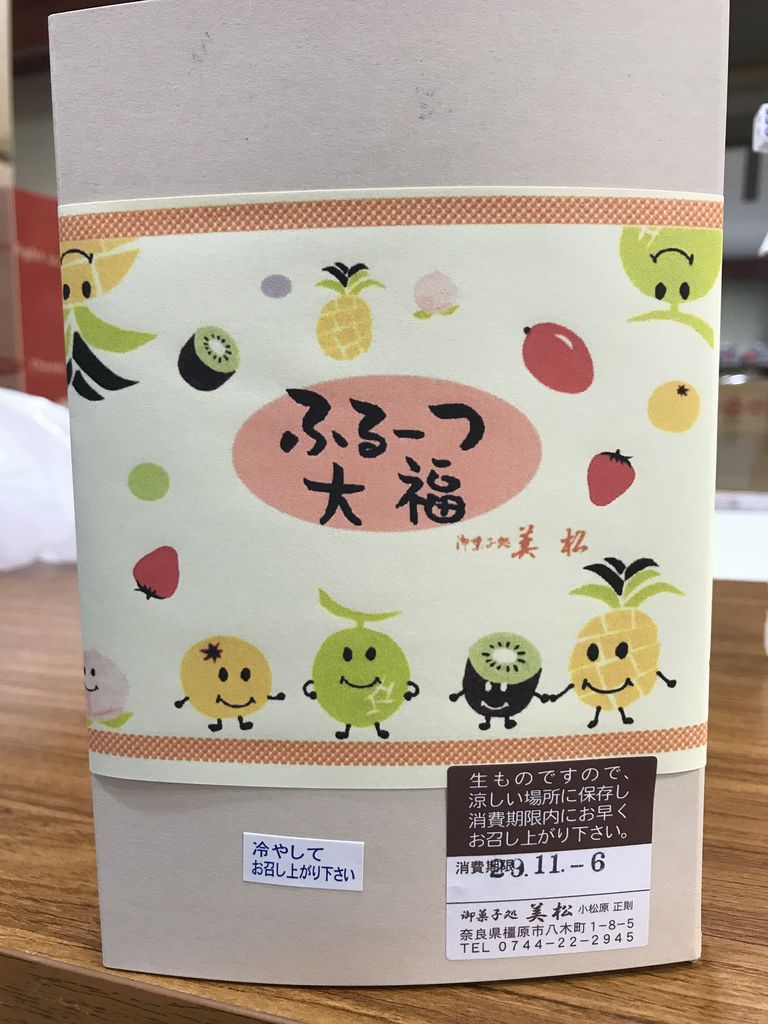 ふるーつ
大福
御菓子処 美松
冷やして
お召し上がり下さい
生ものですので、
涼しい場所に保存し
消費期限内にお早く
お召し上がり下さい。
消費期限 29.11.-6
御菓子処 美松 小松原 正則
奈良県橿原市八木町1-8-5
TEL 0744-22-2945